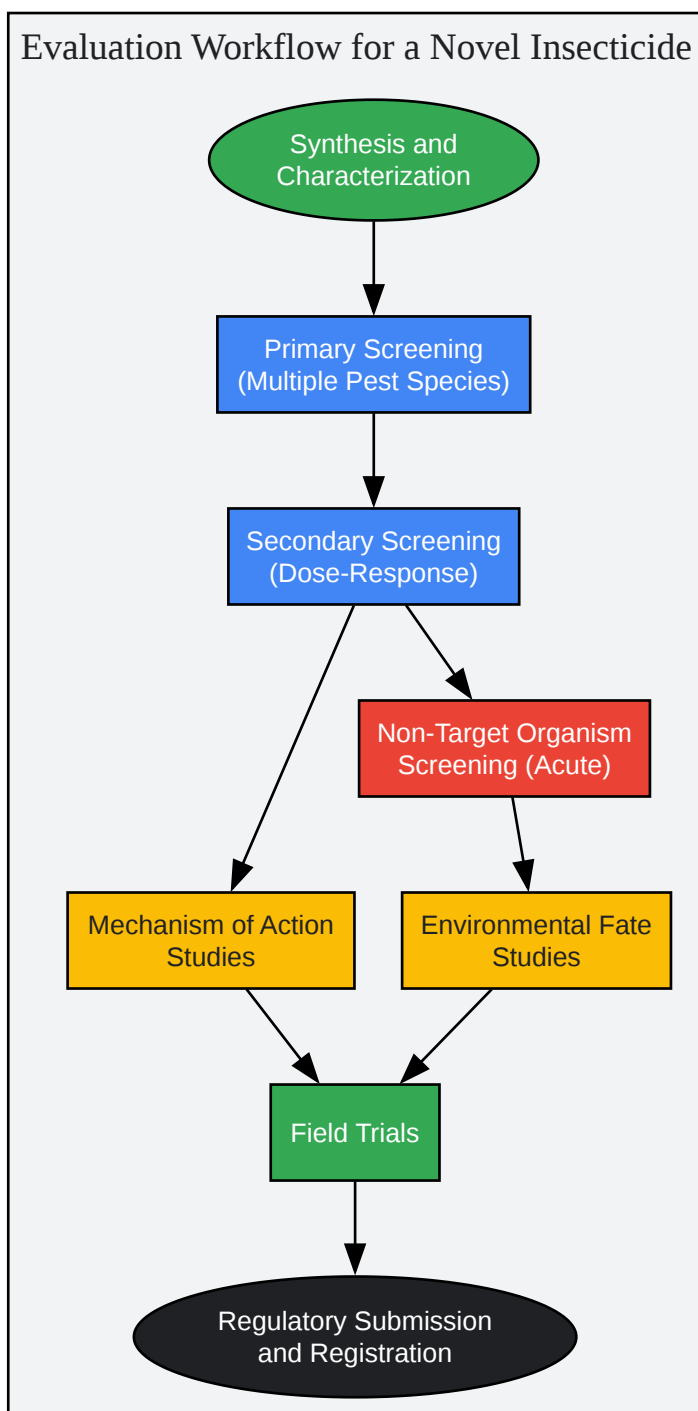 Evaluation Workflow for a Novel Insecticide
Synthesis and
Characterization
Primary Screening
(Multiple Pest Species)
Secondary Screening
(Dose-Response)
Non-Target Organism
Screening (Acute)
Mechanism of Action
Studies
Environmental Fate
Studies
Field Trials
Regulatory Submission
and Registration